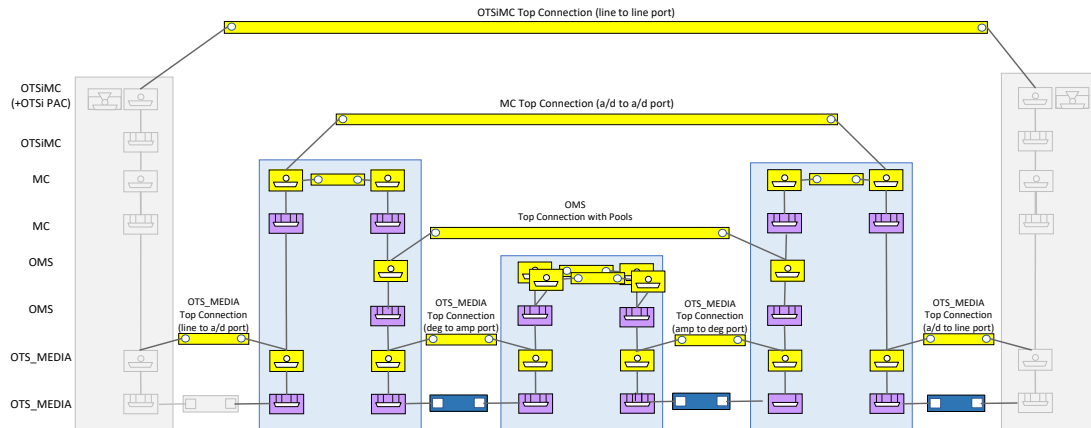 OTSiMC Top Connection (line to line port)
OTSiMC
(+OTSi PAC)
MC Top Connection (a/d to a/d port)
OTSiMC
MC
MC
OMS
Top Connection with Pools
OMS
OMS
OTS_MEDIA
Top Connection
(line to a/d port)
OTS_MEDIA
Top Connection
(deg to amp port)
OTS_MEDIA
Top Connection
(amp to deg port)
OTS_MEDIA
Top Connection
(a/d to line port)
OTS_MEDIA
OTS_MEDIA